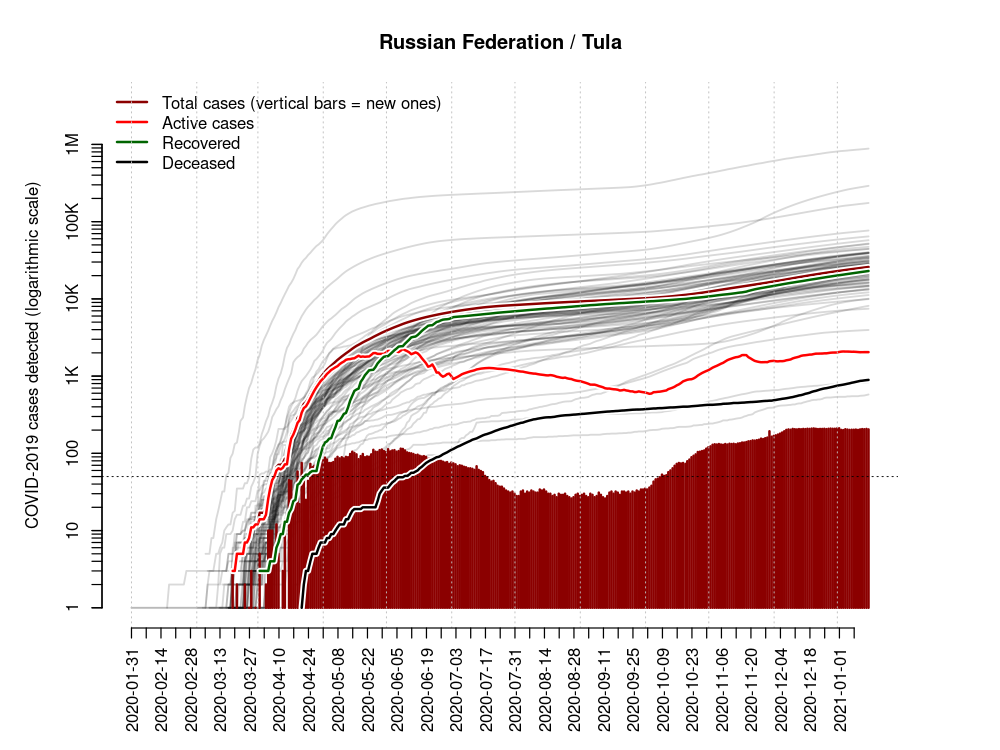 Russian Federation / Tula
Total cases (vertical bars = new ones)
Active cases
Recovered
Deceased
COVID-2019 cases detected (logarithmic scale)
1M
100K
10K
1K
100
10
1
2020-01-31
2020-02-14
2020-02-28
2020-03-13
2020-03-27
2020-04-10
2020-04-24
2020-05-08
2020-05-22
2020-06-05
2020-06-19
2020-07-03
2020-07-17
2020-07-31
2020-08-14
2020-08-28
2020-09-11
2020-09-25
2020-10-09
2020-10-23
2020-11-06
2020-11-20
2020-12-04
2020-12-18
2021-01-01